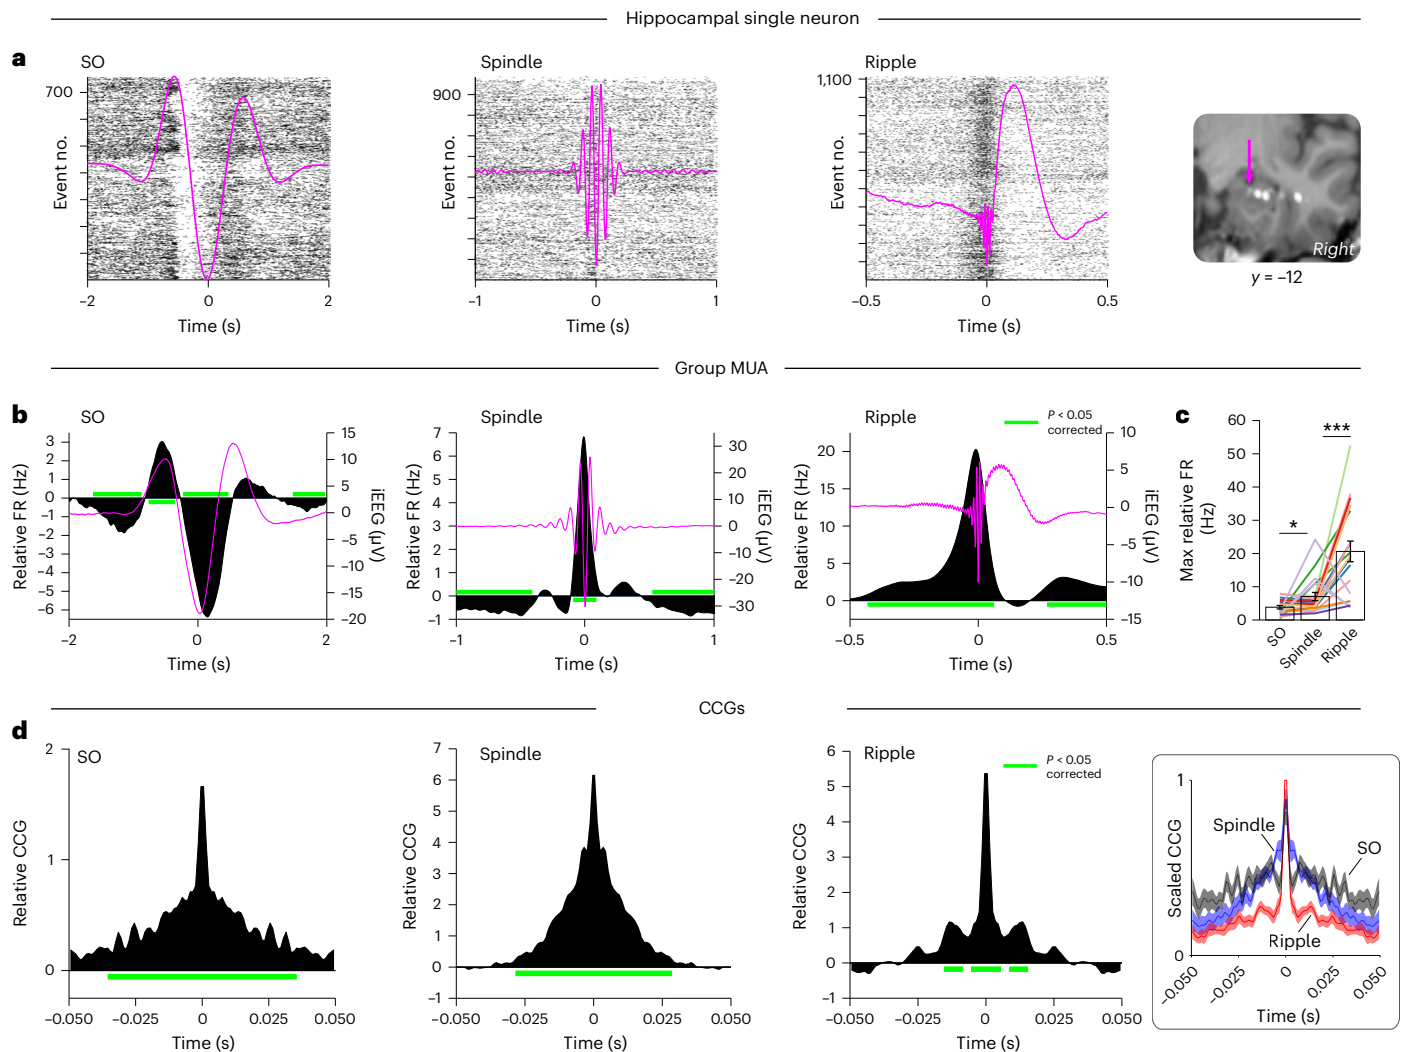 Hippocampal single neuron
a
SO
700
Event no.
–2
0
2
Time (s)
Spindle
900
Event no.
–1
0
1
Time (s)
Ripple
1,100
Event no.
–0.5
0
0.5
Time (s)
Right
y = –12
Group MUA
b
SO
3
2
1
0
–1
–2
–3
–4
–5
–6
Relative FR (Hz)
15
10
5
0
–5
–10
–15
–20
iEEG (µV)
–2
0
2
Time (s)
Spindle
7
6
5
4
3
2
1
0
–1
Relative FR (Hz)
30
20
10
0
–10
–20
–30
iEEG (µV)
–1
0
1
Time (s)
Ripple
P < 0.05
corrected
20
15
10
5
0
Relative FR (Hz)
10
5
0
–5
–10
–15
iEEG (µV)
–0.5
0
0.5
Time (s)
c
60
50
40
30
20
10
0
Max relative FR
(Hz)
*
***
SO
Spindle
Ripple
CCGs
d
SO
2
1
0
Relative CCG
–0.050
–0.025
0
0.025
0.050
Time (s)
Spindle
7
6
5
4
3
2
1
0
–1
Relative CCG
–0.050
–0.025
0
0.025
0.050
Time (s)
Ripple
P < 0.05
corrected
6
5
4
3
2
1
0
–1
Relative CCG
–0.050
–0.025
0
0.025
0.050
Time (s)
1
0
Scaled CCG
Spindle
SO
Ripple
–0.050
–0.025
0
0.025
0.050
Time (s)